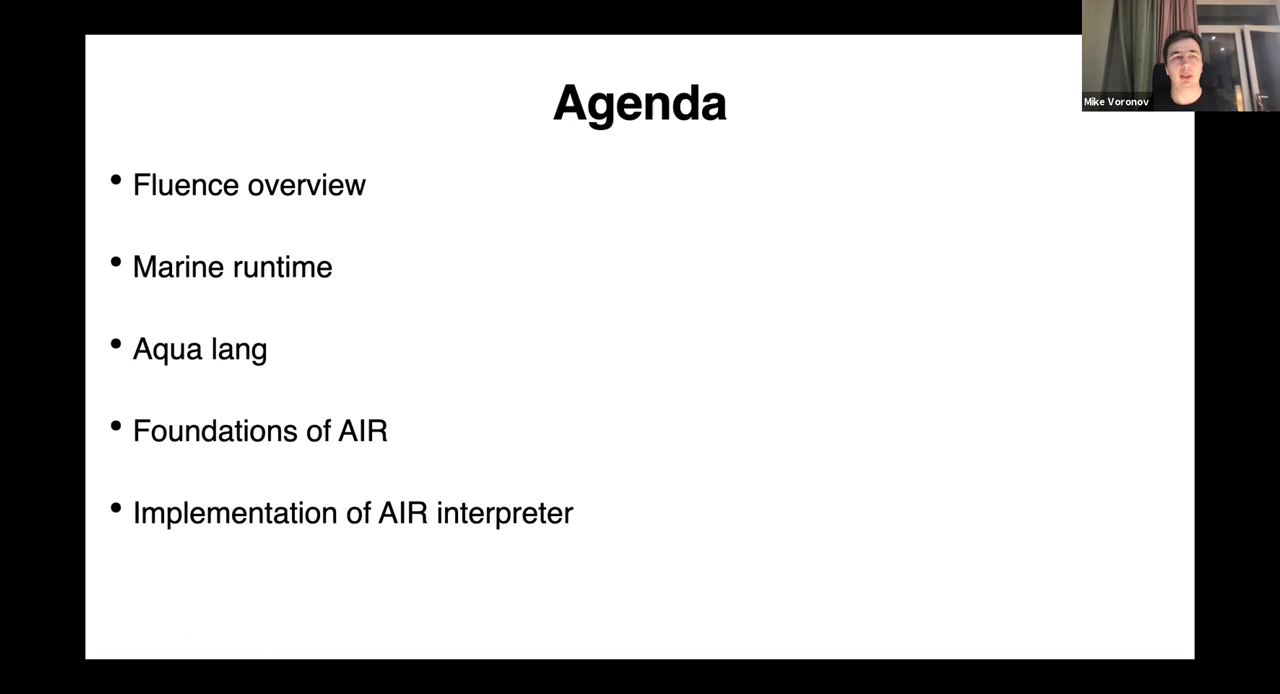 Agenda
Mike Voronov
• Fluence overview
• Marine runtime
• Aqua lang
• Foundations of AIR
• Implementation of AIR interpreter